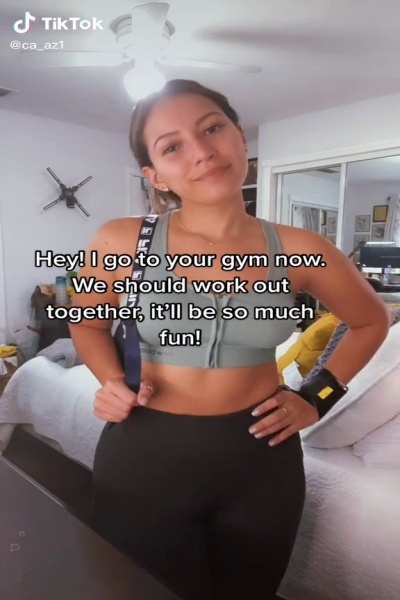 TikTok
@ca_az1
Hey! I go to your gym now.
We should work out
together, it'll be so much
fun!